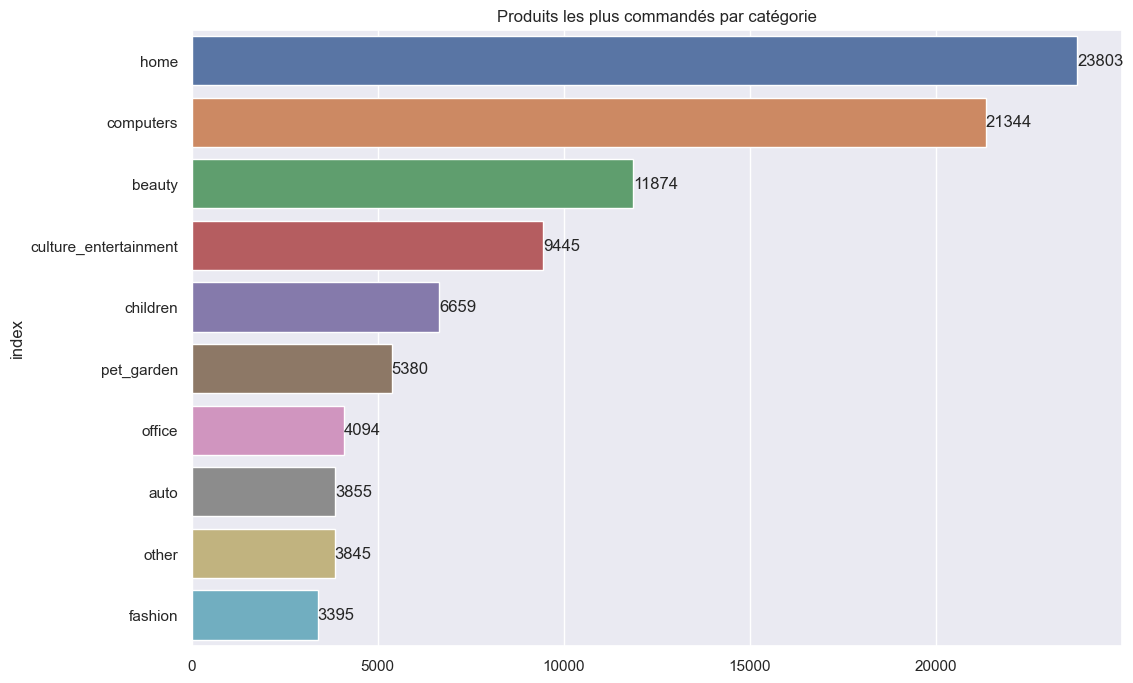 Produits les plus commandés par catégorie
home 23803
computers 21344
beauty 11874
culture_entertainment 9445
children 6659
pet_garden 5380
office 4094
auto 3855
other 3845
fashion 3395
index
0 5000 10000 15000 20000